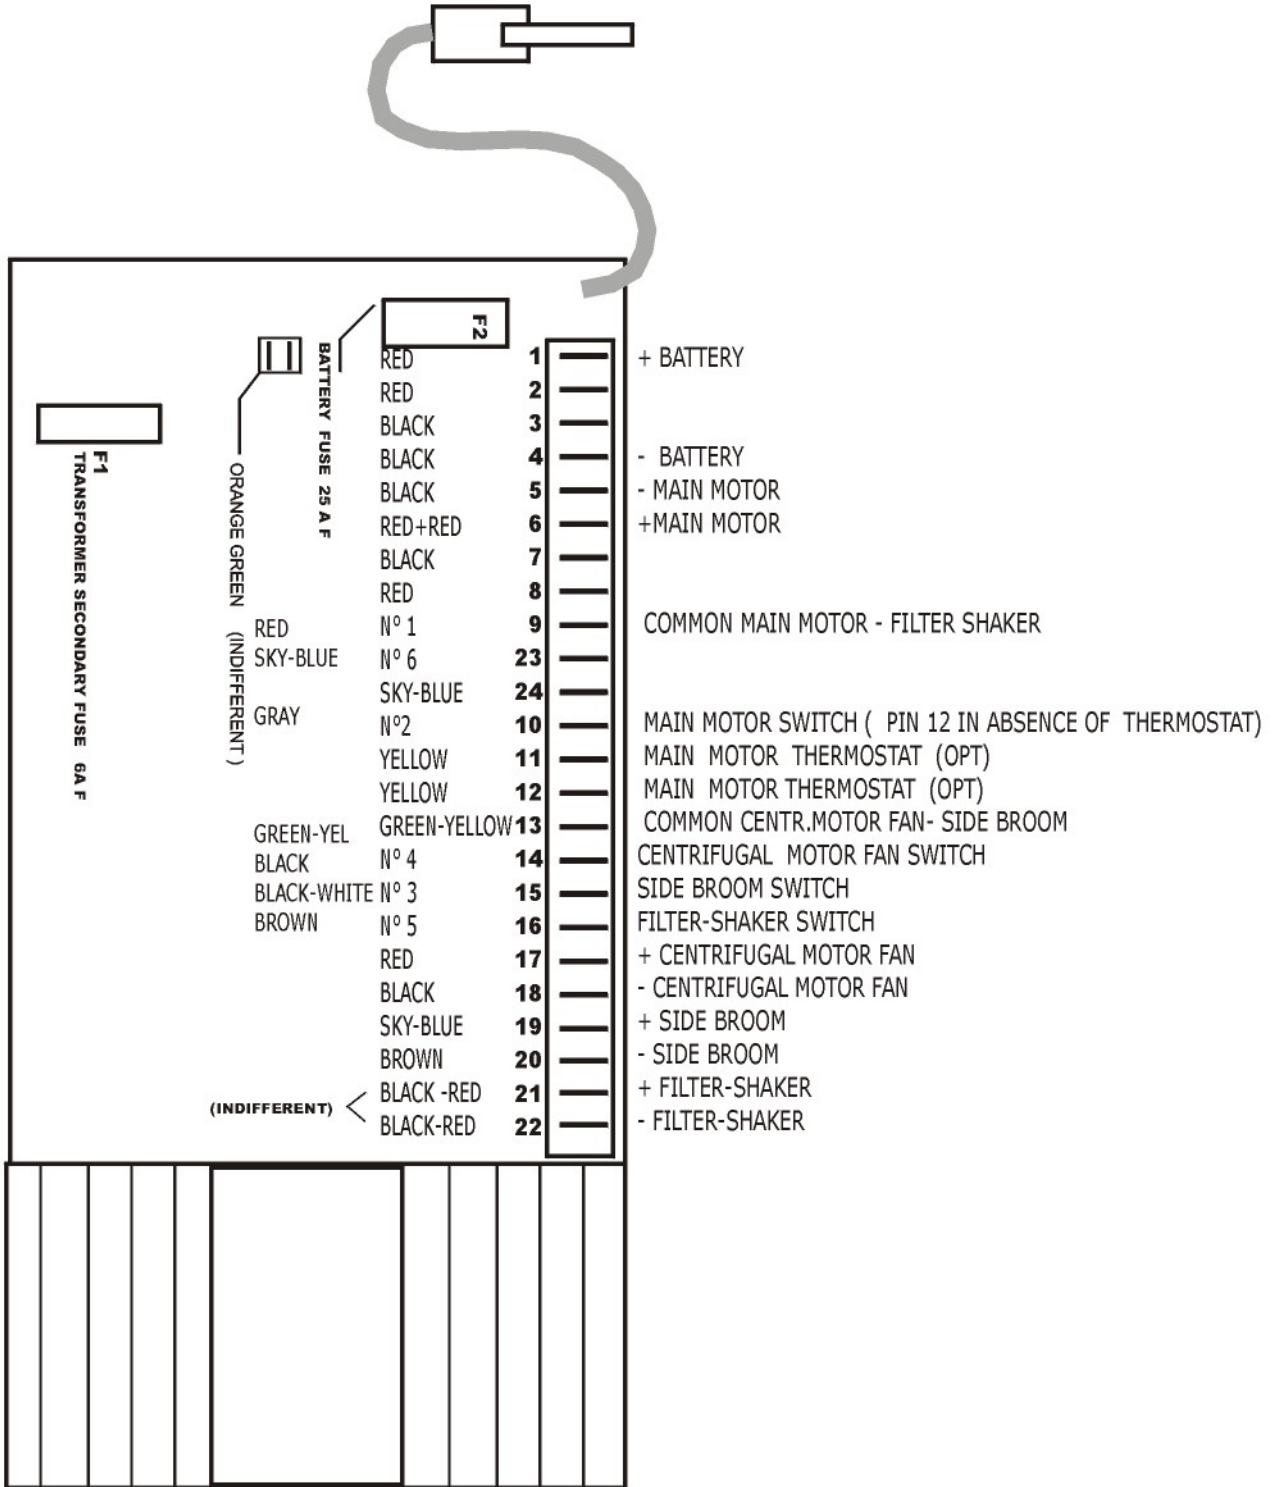 F2
RED 1 + BATTERY
RED 2
BLACK 3
BLACK 4 - BATTERY
BLACK 5 - MAIN MOTOR
RED+RED 6 +MAIN MOTOR
BLACK 7
RED 8
RED N° 1 9 COMMON MAIN MOTOR - FILTER SHAKER
SKY-BLUE N° 6 23
SKY-BLUE 24
GRAY N°2 10 MAIN MOTOR SWITCH ( PIN 12 IN ABSENCE OF THERMOSTAT)
YELLOW 11 MAIN MOTOR THERMOSTAT (OPT)
YELLOW 12 MAIN MOTOR THERMOSTAT (OPT)
GREEN-YEL GREEN-YELLOW 13 COMMON CENTR.MOTOR FAN- SIDE BROOM
BLACK N° 4 14 CENTRIFUGAL MOTOR FAN SWITCH
BLACK-WHITE N° 3 15 SIDE BROOM SWITCH
BROWN N° 5 16 FILTER-SHAKER SWITCH
RED 17 + CENTRIFUGAL MOTOR FAN
BLACK 18 - CENTRIFUGAL MOTOR FAN
SKY-BLUE 19 + SIDE BROOM
BROWN 20 - SIDE BROOM
BLACK -RED 21 + FILTER-SHAKER
(INDIFFERENT)
BLACK-RED 22 - FILTER-SHAKER
BATTERY FUSE 25 A F
ORANGE GREEN (INDIFFERENT)
F1
TRANSFORMER SECONDARY FUSE 6A F